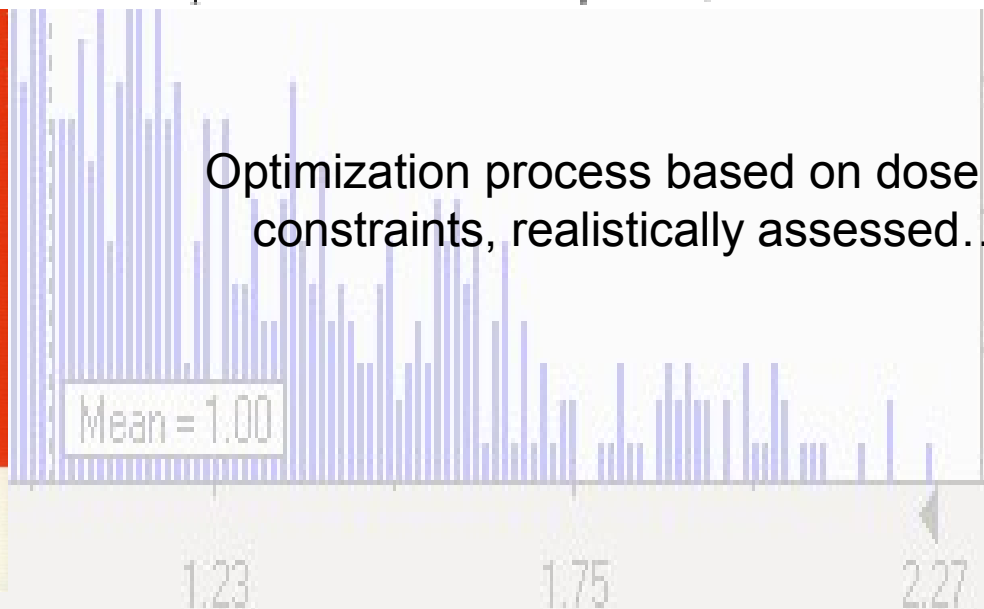 Optimization process based on dose
constraints, realistically assessed..
Mean = 1.00
1.23 1.75 2.27